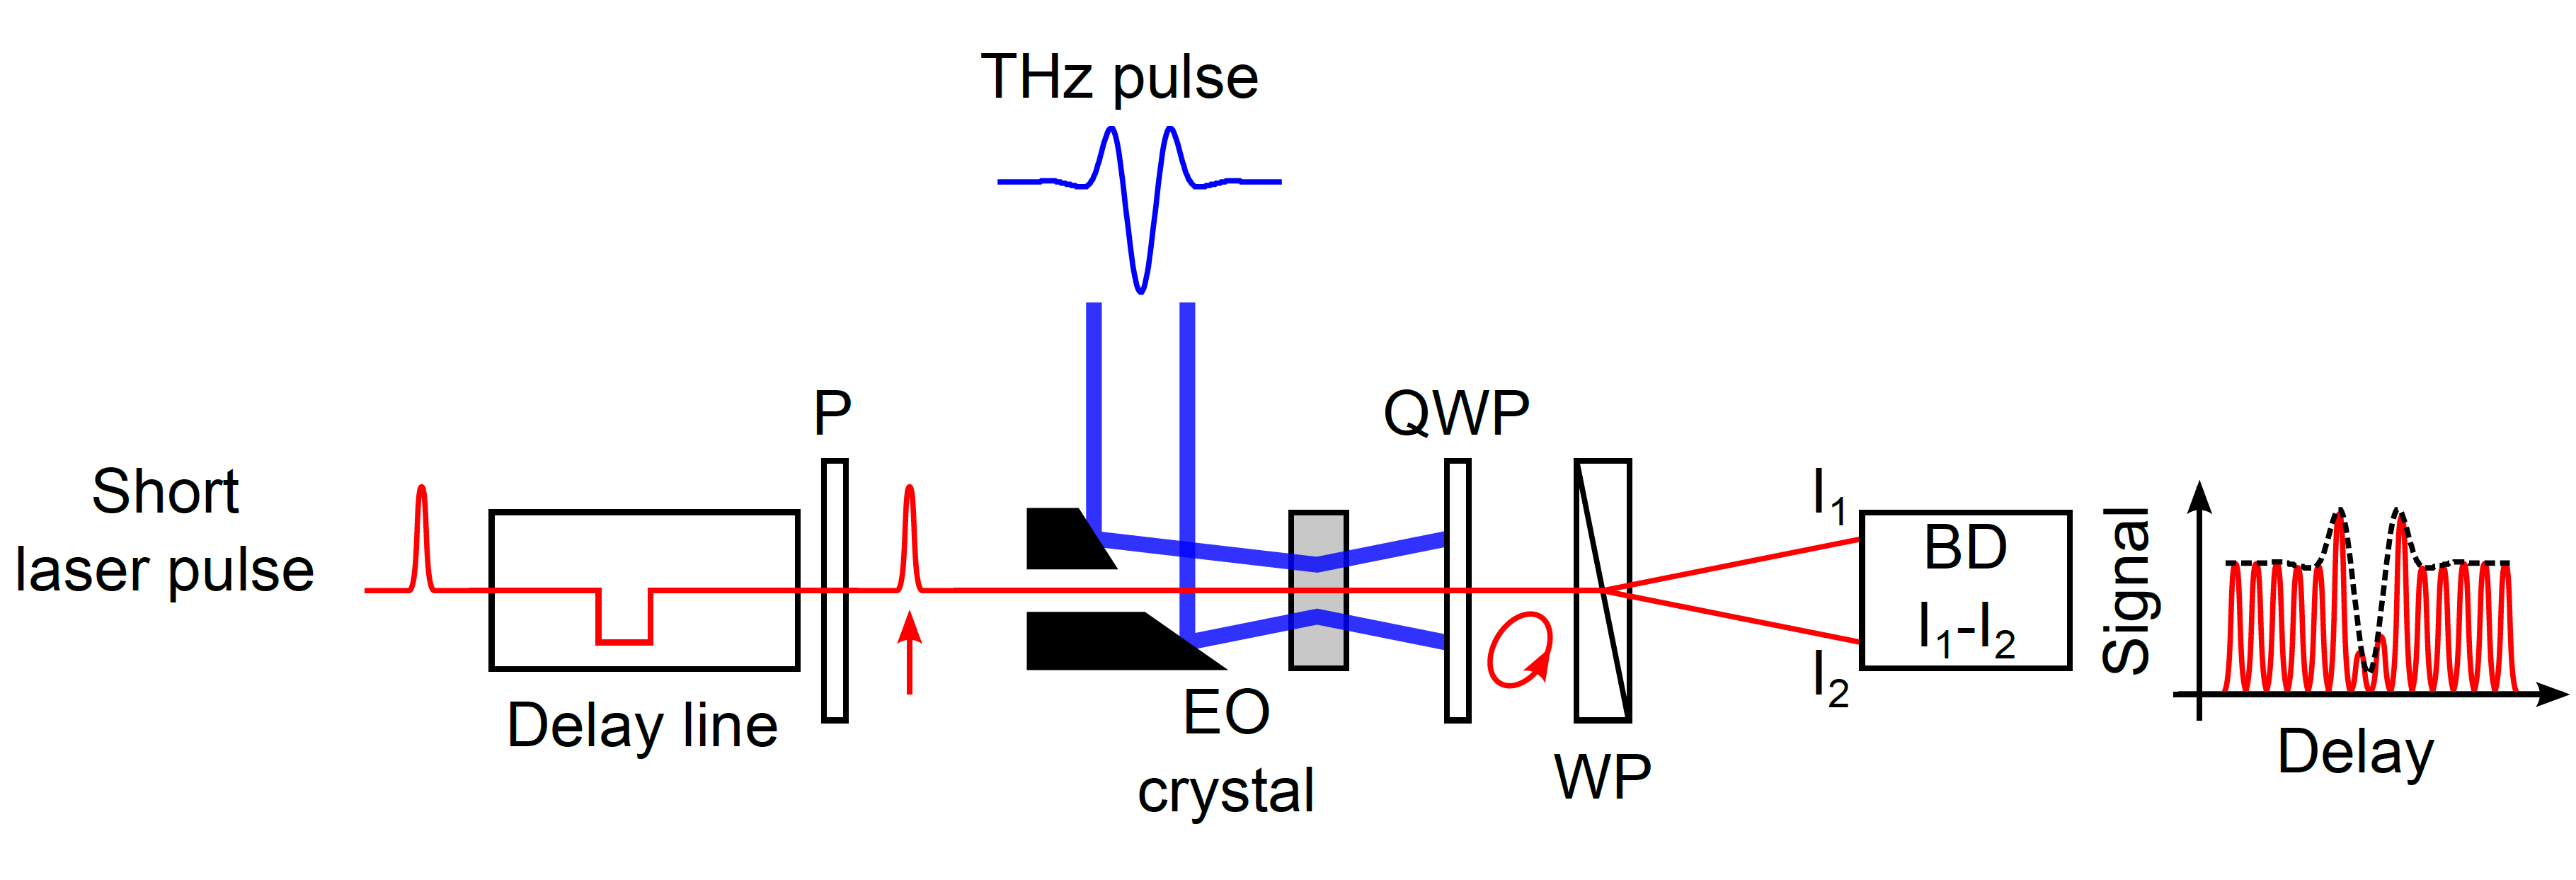 THz pulse
P
QWP
Short
laser pulse
Delay line
EO
crystal
WP
I₁
I₂
BD
I₁-I₂
Signal
Delay